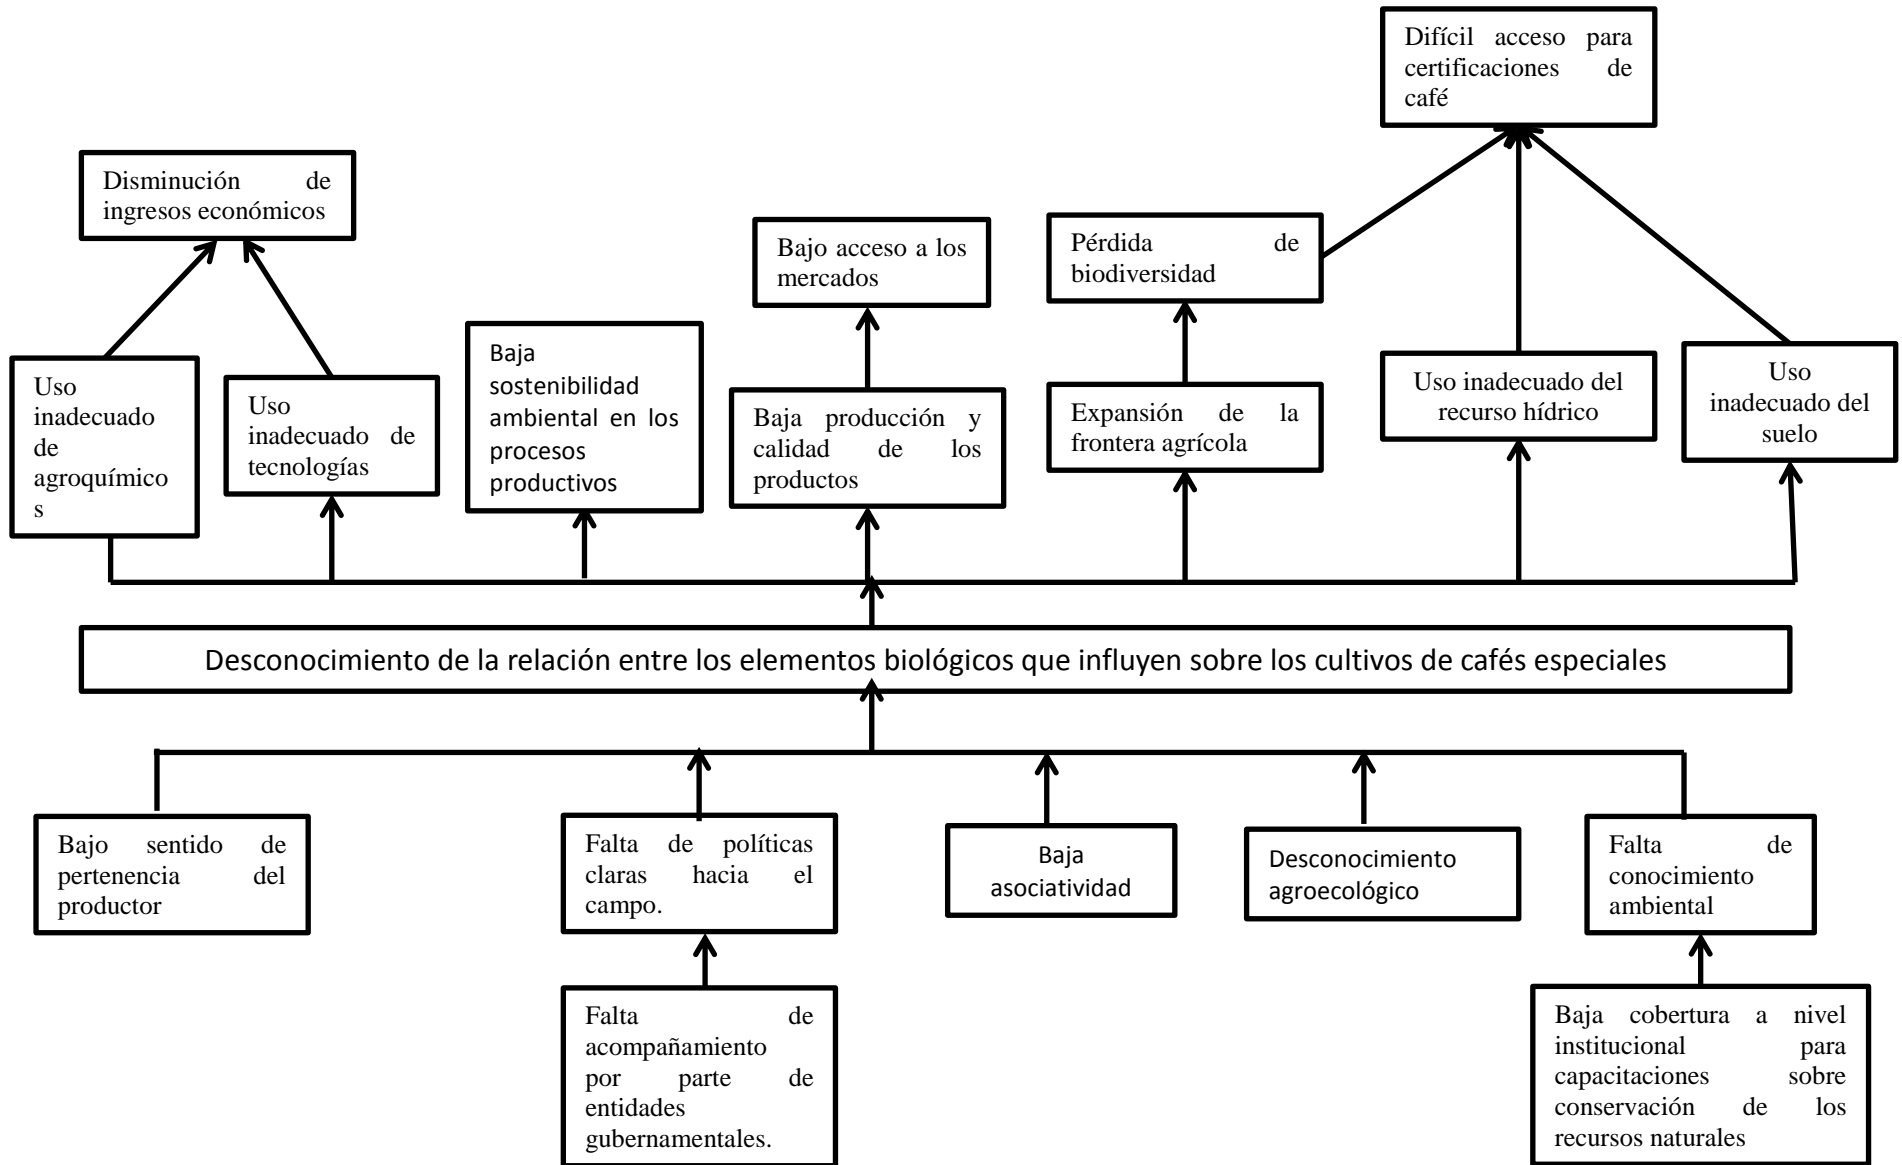 Difícil acceso para
certificaciones de
café
Disminución de
ingresos económicos
Bajo acceso a los
mercados
Pérdida de
biodiversidad
Uso
inadecuado
de
agroquímico
s
Uso
inadecuado de
tecnologías
Baja
sostenibilidad
ambiental en los
procesos
productivos
Baja producción y
calidad de los
productos
Expansión de la
frontera agrícola
Uso inadecuado del
recurso hídrico
Uso
inadecuado del
suelo
Desconocimiento de la relación entre los elementos biológicos que influyen sobre los cultivos de cafés especiales
Bajo sentido de
pertenencia del
productor
Falta de políticas
claras hacia el
campo.
Baja
asociatividad
Desconocimiento
agroecológico
Falta de
conocimiento
ambiental
Falta de
acompañamiento
por parte de
entidades
gubernamentales.
Baja cobertura a nivel
institucional para
capacitaciones sobre
conservación de los
recursos naturales